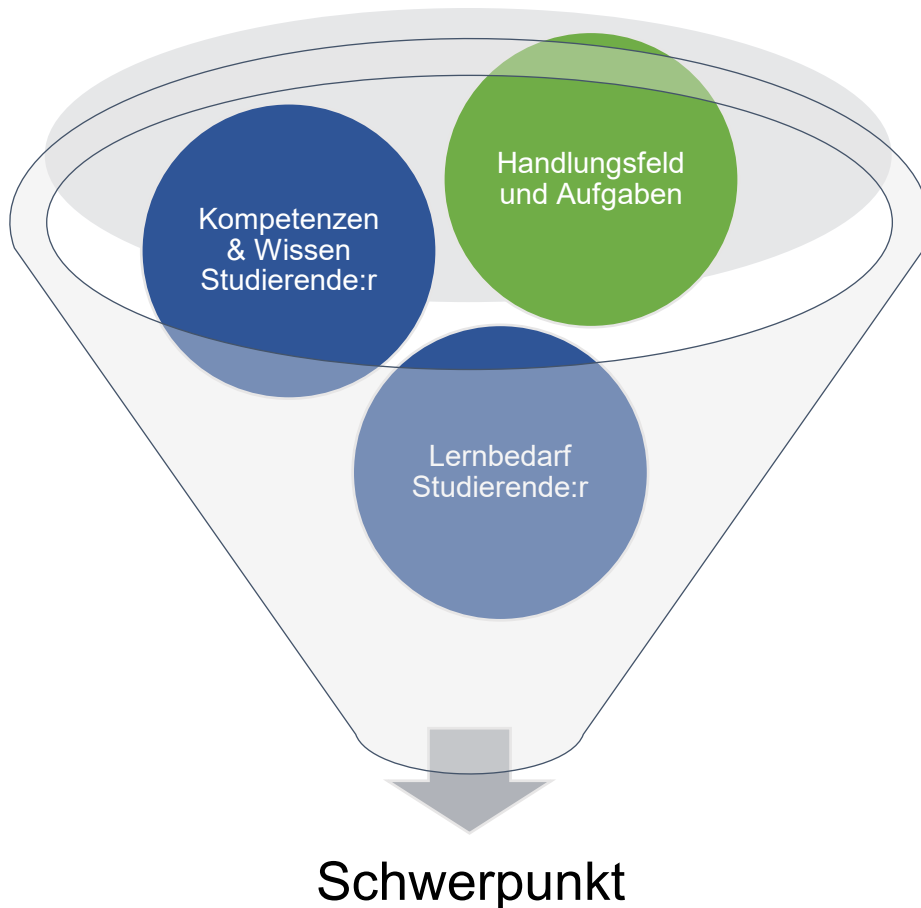 Handlungsfeld
und Aufgaben
Kompetenzen
& Wissen
Studierende:r
Lernbedarf
Studierende:r
Schwerpunkt